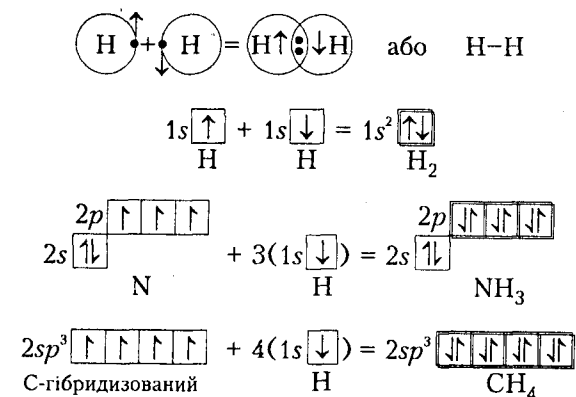 H + H = H↑ : ↓H або H–H
1s ↑ + 1s ↓ = 1s² ↑↓
H H H₂
2p ↿ ↿ ↿ 2p ⇃↾ ⇃↾ ⇃↾
2s ↿⇂ + 3(1s ↓) = 2s ↿⇂
N H NH₃
2sp³ ↾ ↾ ↾ ↾ + 4(1s ↓) = 2sp³ ⇃↾ ⇃↾ ⇃↾ ⇃↾
С-гібридизований H CH₄